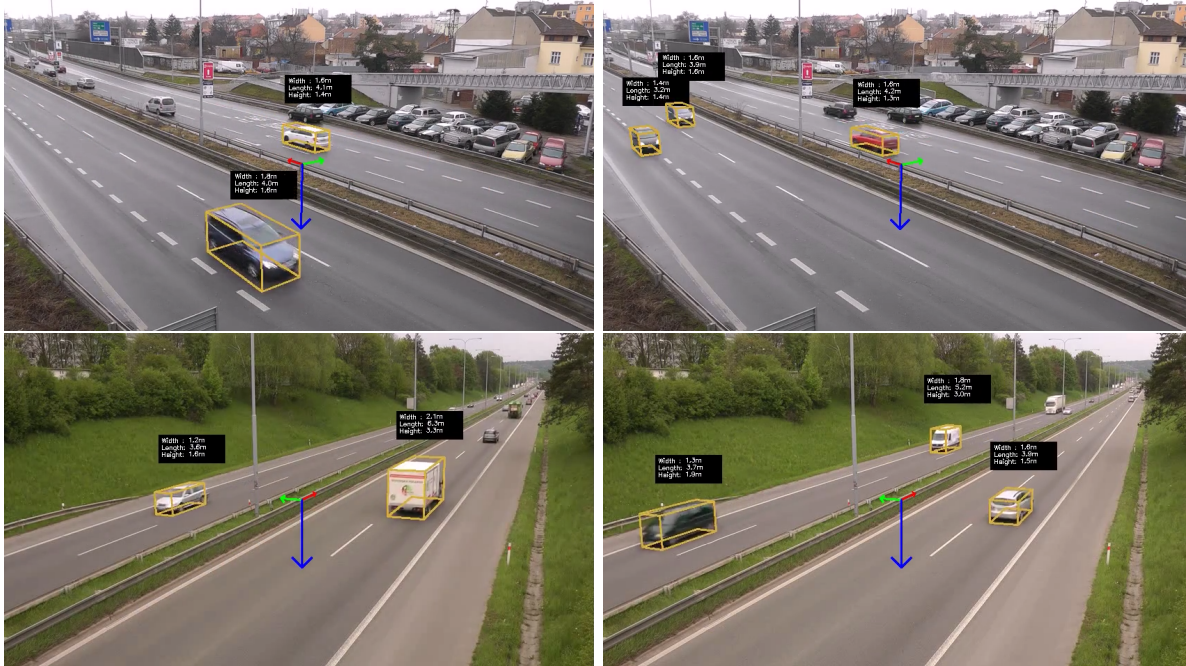 Width : 1.6m
Length: 4.1m
Height: 1.4m
Width : 1.8m
Length: 4.0m
Height: 1.6m
Width : 1.6m
Length: 3.9m
Height: 1.6m
Width : 1.4m
Length: 3.2m
Height: 1.4m
Width : 1.6m
Length: 4.2m
Height: 1.3m
Width : 1.2m
Length: 3.6m
Height: 1.6m
Width : 2.1m
Length: 6.3m
Height: 3.3m
Width : 1.8m
Length: 5.2m
Height: 3.0m
Width : 1.3m
Length: 3.7m
Height: 1.9m
Width : 1.6m
Length: 3.9m
Height: 1.5m